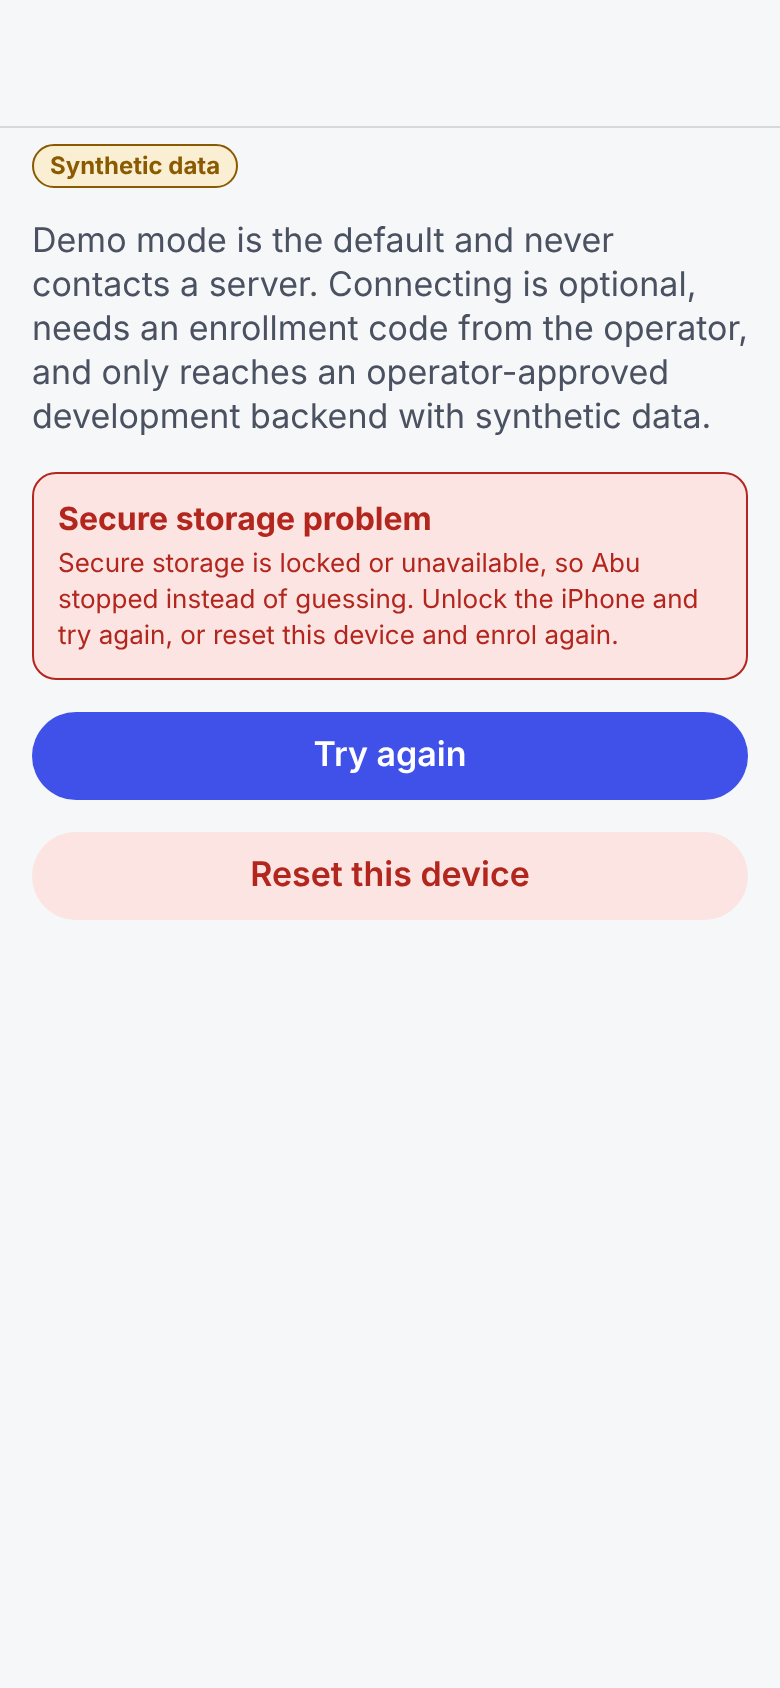 Synthetic data
Demo mode is the default and never
contacts a server. Connecting is optional,
needs an enrollment code from the operator,
and only reaches an operator-approved
development backend with synthetic data.
Secure storage problem
Secure storage is locked or unavailable, so Abu
stopped instead of guessing. Unlock the iPhone and
try again, or reset this device and enrol again.
Try again
Reset this device